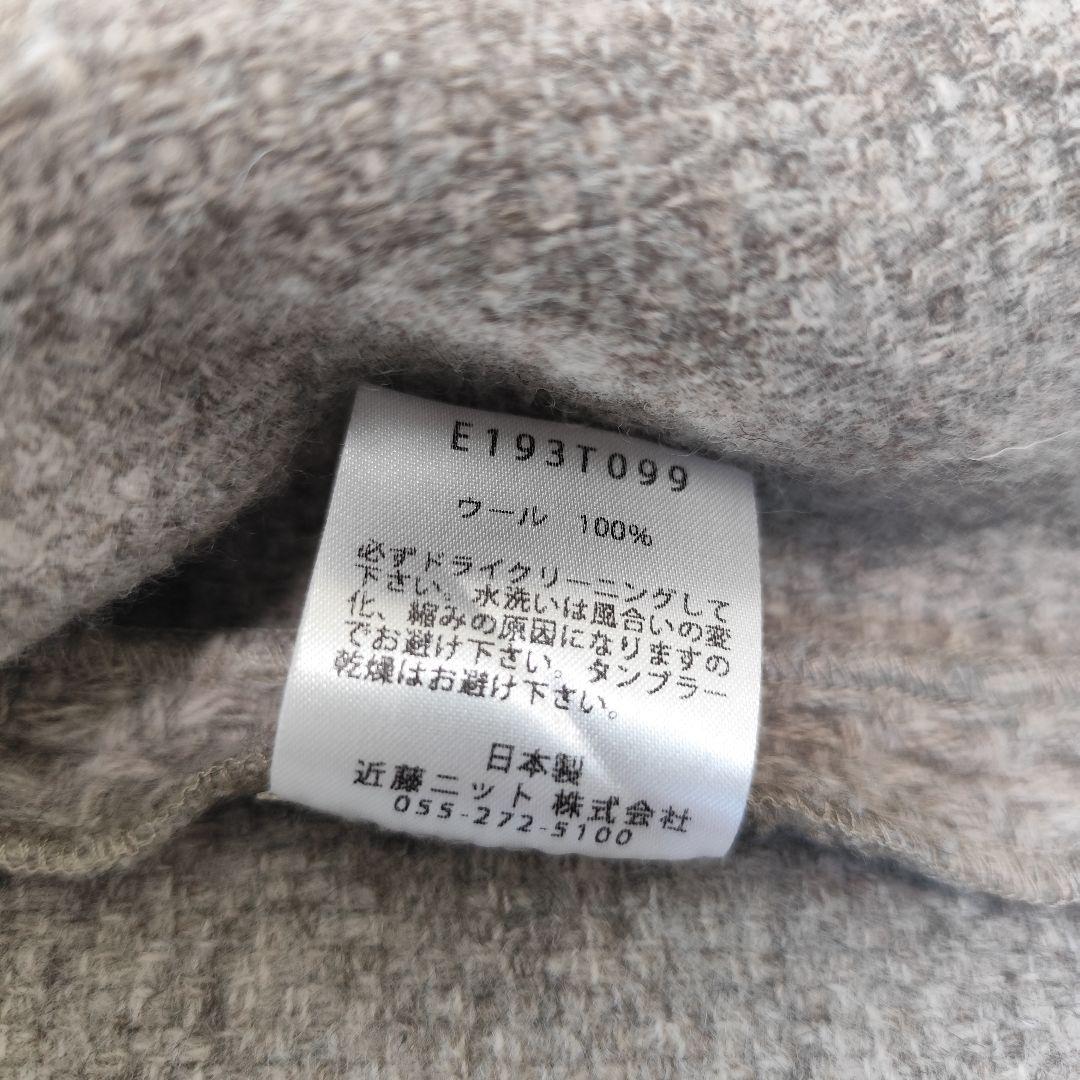 E193T099
ウール 100%
必ずドライクリーニングして
下さい、水洗いは風合いの変
化、縮みの原因になりますの
でお避け下さい。タンブラー
乾燥はお避け下さい。
日本製
近藤ニット 株式会社
055-272-5100